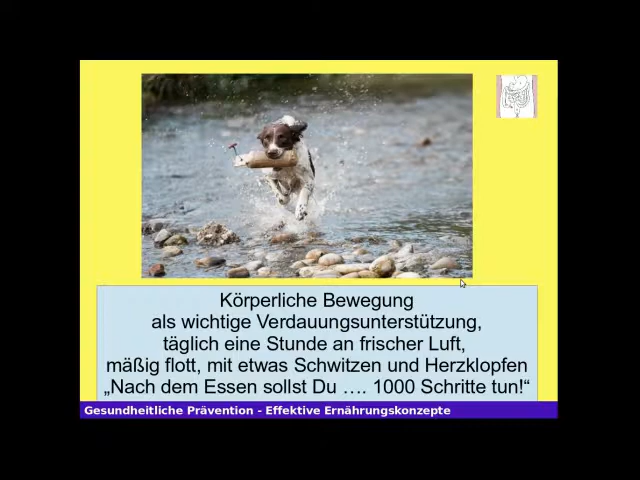 Körperliche Bewegung
als wichtige Verdauungsunterstützung,
täglich eine Stunde an frischer Luft,
mäßig flott, mit etwas Schwitzen und Herzklopfen
„Nach dem Essen sollst Du …. 1000 Schritte tun!“
Gesundheitliche Prävention - Effektive Ernährungskonzepte